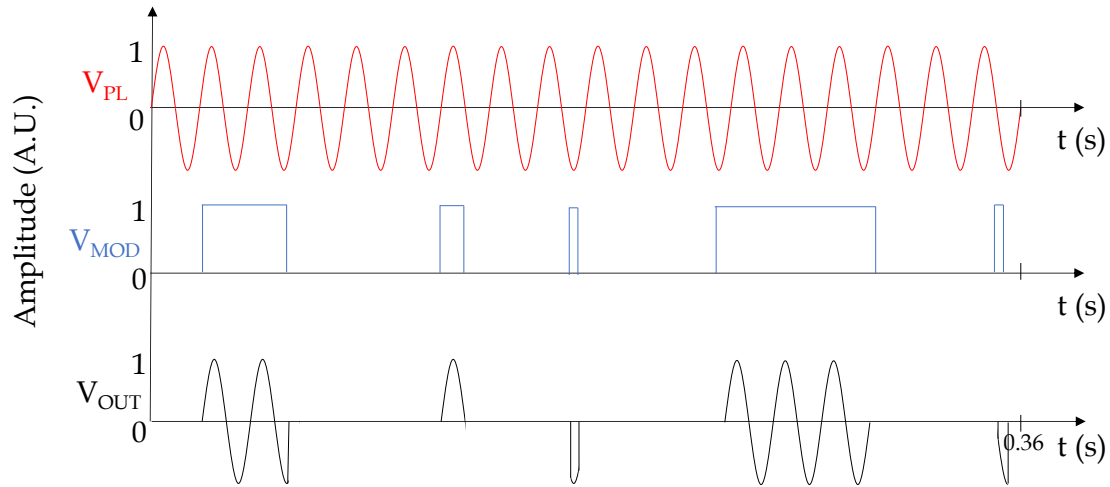 Amplitude (A.U.)
1
V_PL
0
t (s)
1
V_MOD
0
t (s)
1
V_OUT
0
0.36
t (s)